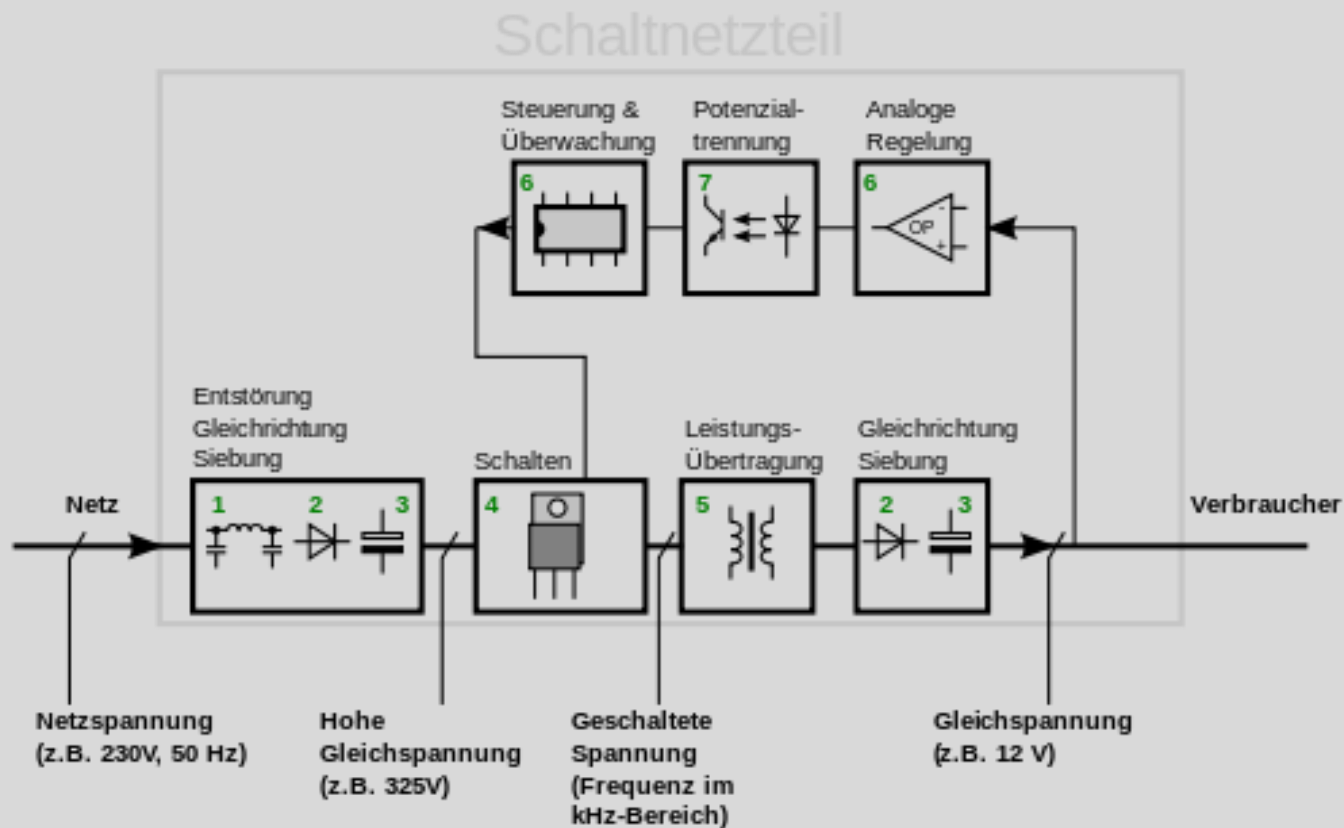 Schaltnetzteil
Steuerung &
Überwachung
Potenzial-
trennung
Analoge
Regelung
6
7
6
OP
-
+
Entstörung
Gleichrichtung
Siebung
Schalten
Leistungs-
Übertragung
Gleichrichtung
Siebung
Netz
1 2 3
4
5
2 3
Verbraucher
Netzspannung
(z.B. 230V, 50 Hz)
Hohe
Gleichspannung
(z.B. 325V)
Geschaltete
Spannung
(Frequenz im
kHz-Bereich)
Gleichspannung
(z.B. 12 V)